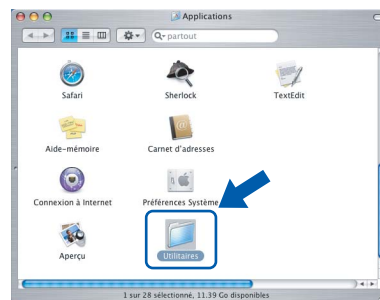 Applications
partout
Safari
Sherlock
TextEdit
Aide-mémoire
Carnet d'adresses
Connexion à Internet
Préférences Système
Aperçu
Utilitaires
1 sur 28 sélectionné, 11.39 Go disponibles